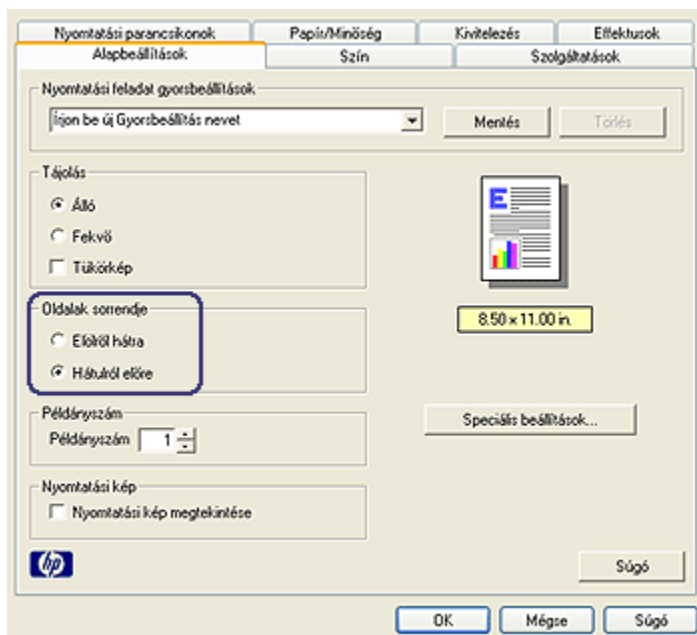 Nyomtatási parancsikonok
Papír/Minőség
Kivitelezés
Effektusok
Alapbeállítások
Szín
Szolgáltatások
Nyomtatási feladat gyorsbeállítások
Írjon be új Gyorsbeállítás nevet
Mentés
Törlés
Tájolás
Álló
Fekvő
Tükörkép
E
Oldalak sorrendje
Elölről hátra
Hátulról előre
8.50 × 11.00 in.
Példányszám
Példányszám 1
Speciális beállítások...
Nyomtatási kép
Nyomtatási kép megtekintése
hp
Súgó
OK
Mégse
Súgó